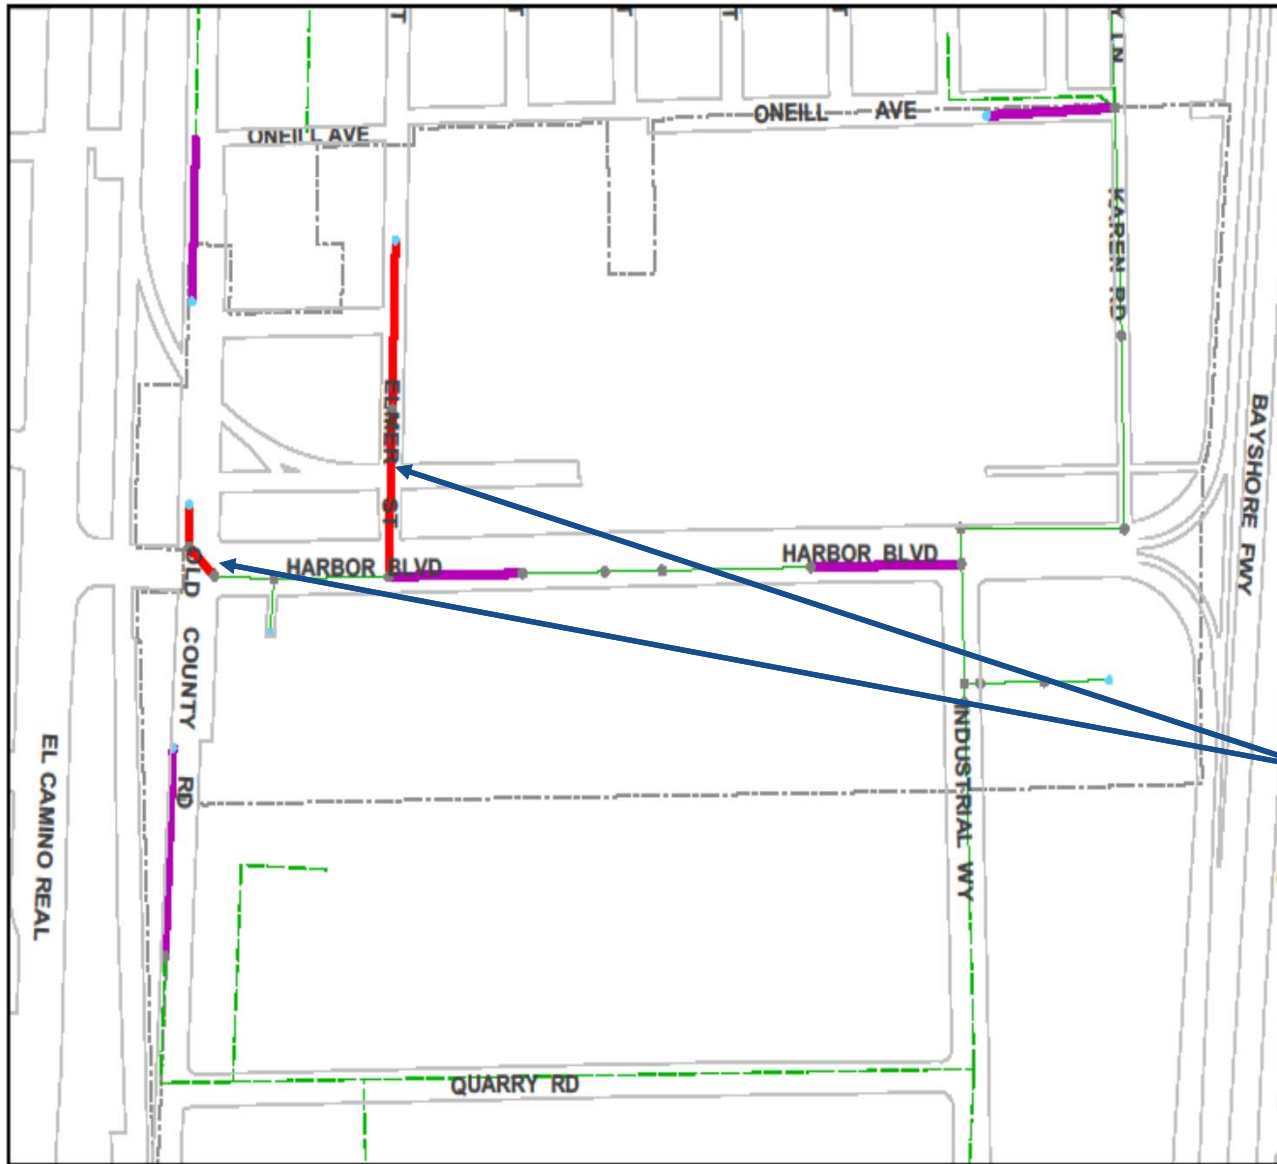 T
T
T
T
T
Y LN
ONEILL AVE
ONEILL AVE
KAREN RD
ELMER ST
BAYSHORE FWY
HARBOR BLVD
HARBOR BLVD
OLD COUNTY RD
EL CAMINO REAL
INDUSTRIAL WY
QUARRY RD